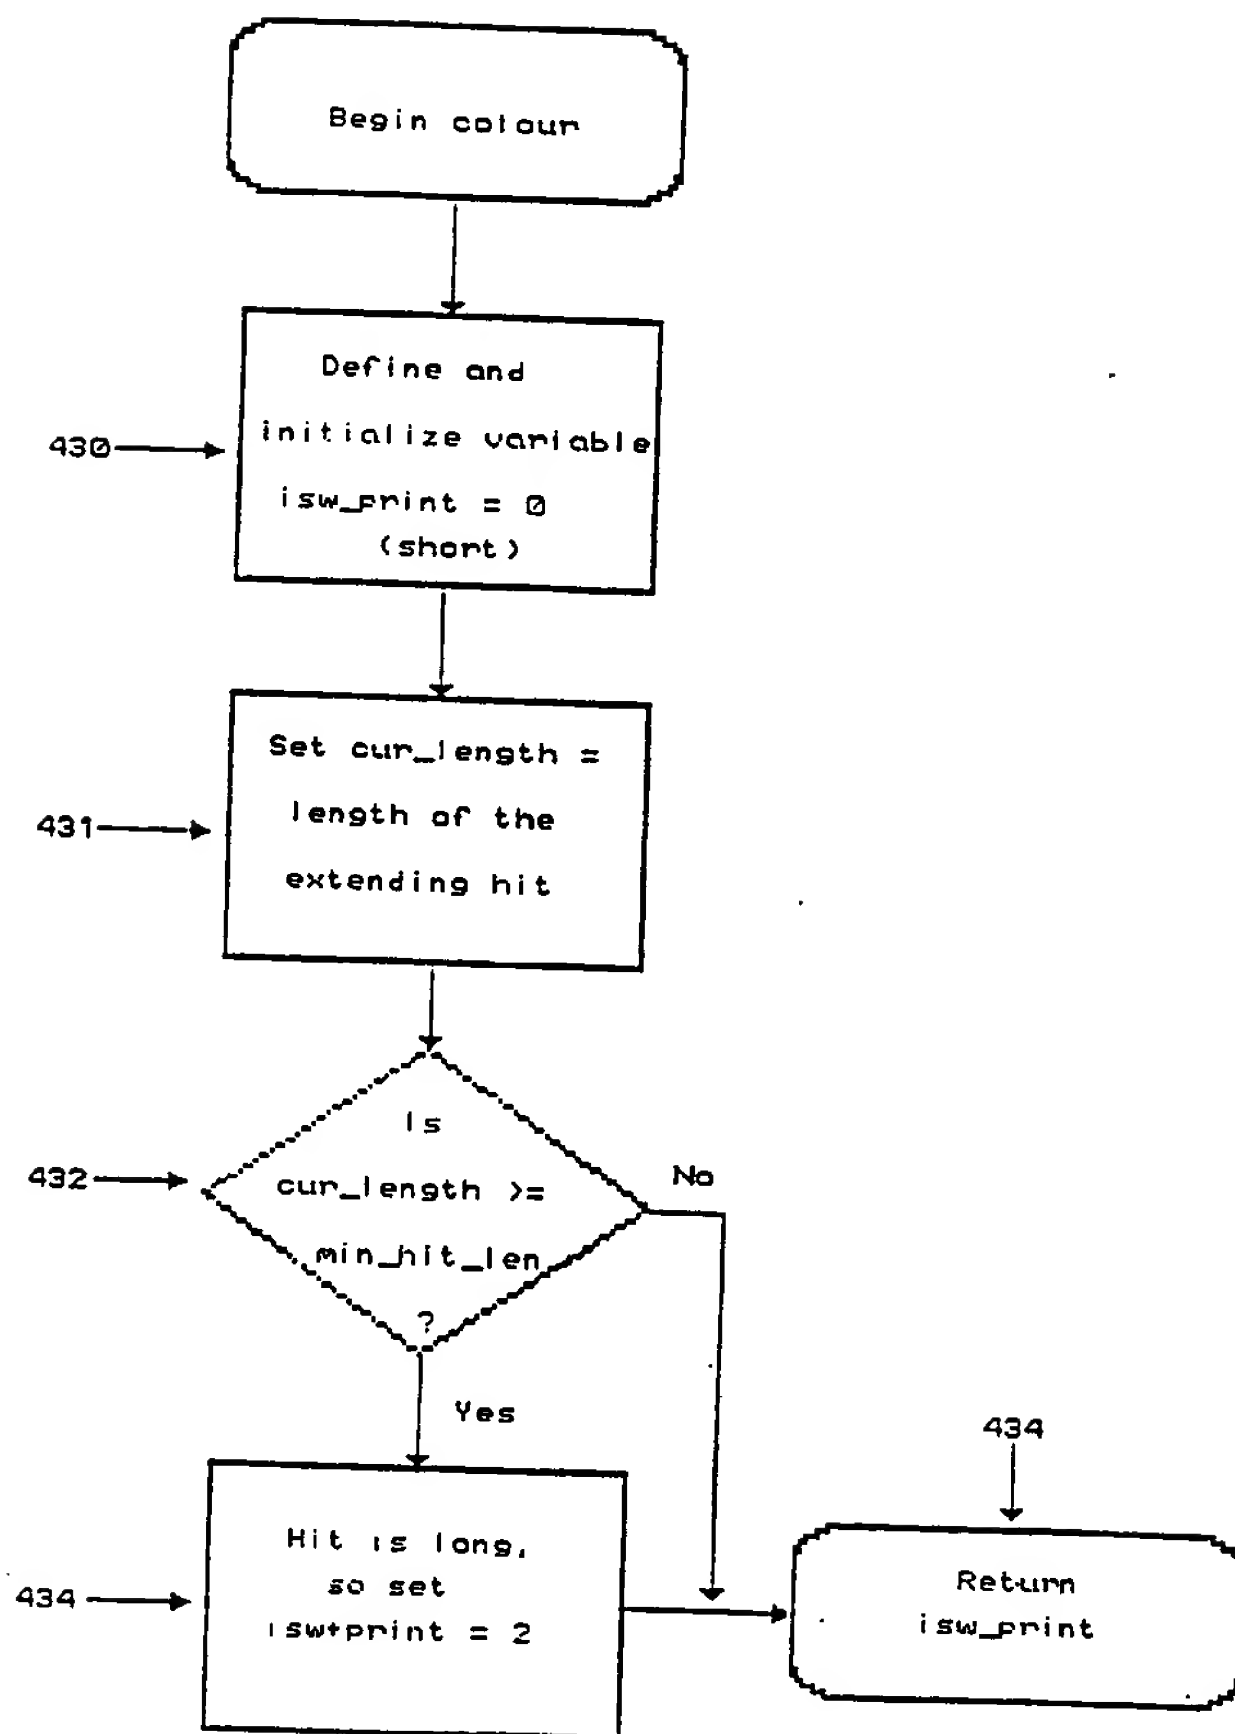 Begin colour
Define and
430
initialize variable
isw_print = 0
(short)
Set cur_length =
431
length of the
extending hit
Is
432
cur_length >=
No
min_hit_len
?
Yes
434
Hit is long,
so set
434
isw+print = 2
Return
isw_print